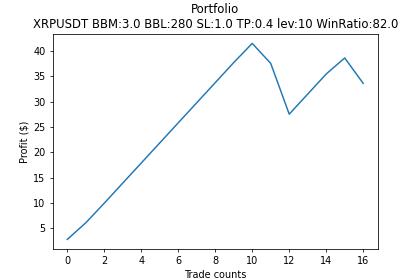 Portfolio
XRPUSDT BBM:3.0 BBL:280 SL:1.0 TP:0.4 lev:10 WinRatio:82.0
40
35
30
25
20
15
10
5
Profit ($)
0 2 4 6 8 10 12 14 16
Trade counts